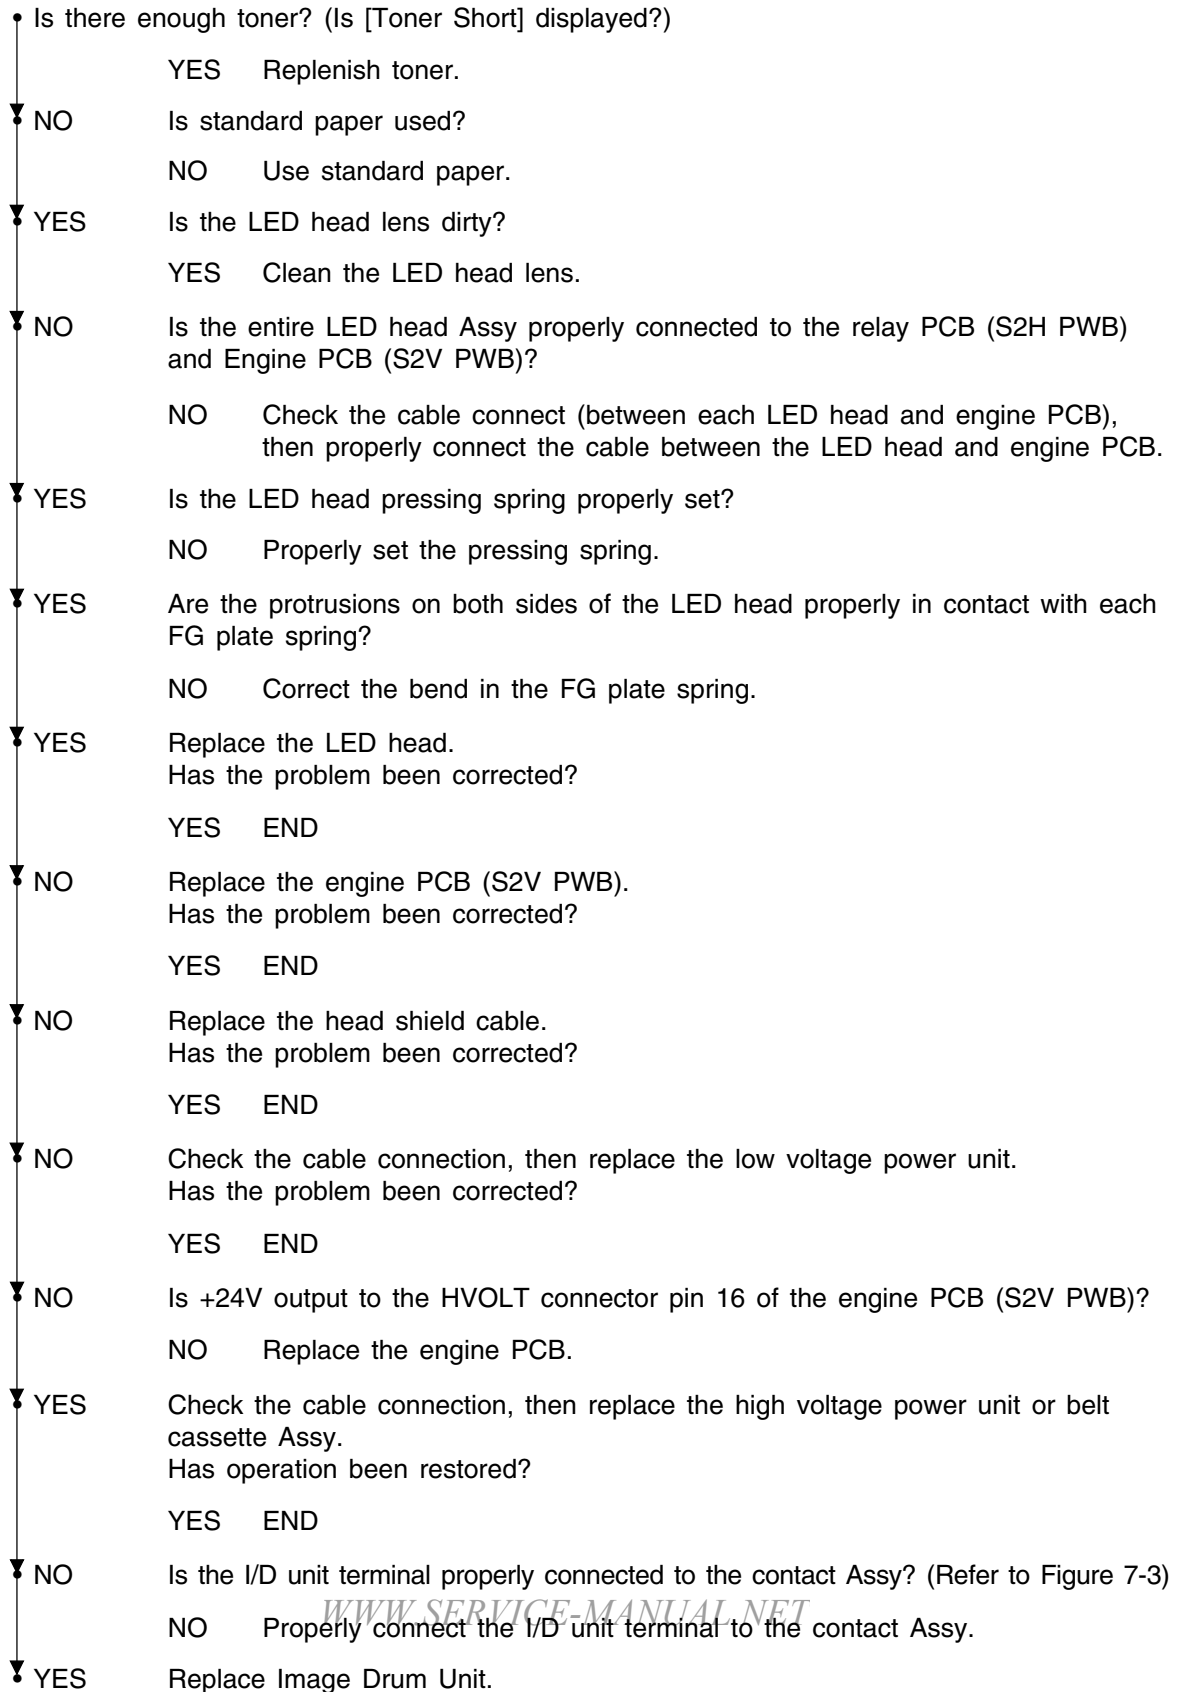 Is there enough toner? (Is [Toner Short] displayed?)
YES Replenish toner.
NO Is standard paper used?
NO Use standard paper.
YES Is the LED head lens dirty?
YES Clean the LED head lens.
NO Is the entire LED head Assy properly connected to the relay PCB (S2H PWB)
and Engine PCB (S2V PWB)?
NO Check the cable connect (between each LED head and engine PCB),
then properly connect the cable between the LED head and engine PCB.
YES Is the LED head pressing spring properly set?
NO Properly set the pressing spring.
YES Are the protrusions on both sides of the LED head properly in contact with each
FG plate spring?
NO Correct the bend in the FG plate spring.
YES Replace the LED head.
Has the problem been corrected?
YES END
NO Replace the engine PCB (S2V PWB).
Has the problem been corrected?
YES END
NO Replace the head shield cable.
Has the problem been corrected?
YES END
NO Check the cable connection, then replace the low voltage power unit.
Has the problem been corrected?
YES END
NO Is +24V output to the HVOLT connector pin 16 of the engine PCB (S2V PWB)?
NO Replace the engine PCB.
YES Check the cable connection, then replace the high voltage power unit or belt
cassette Assy.
Has operation been restored?
YES END
NO Is the I/D unit terminal properly connected to the contact Assy? (Refer to Figure 7-3)
WWW.SERVICE-MANUAL.NET
NO Properly connect the I/D unit terminal to the contact Assy.
YES Replace Image Drum Unit.